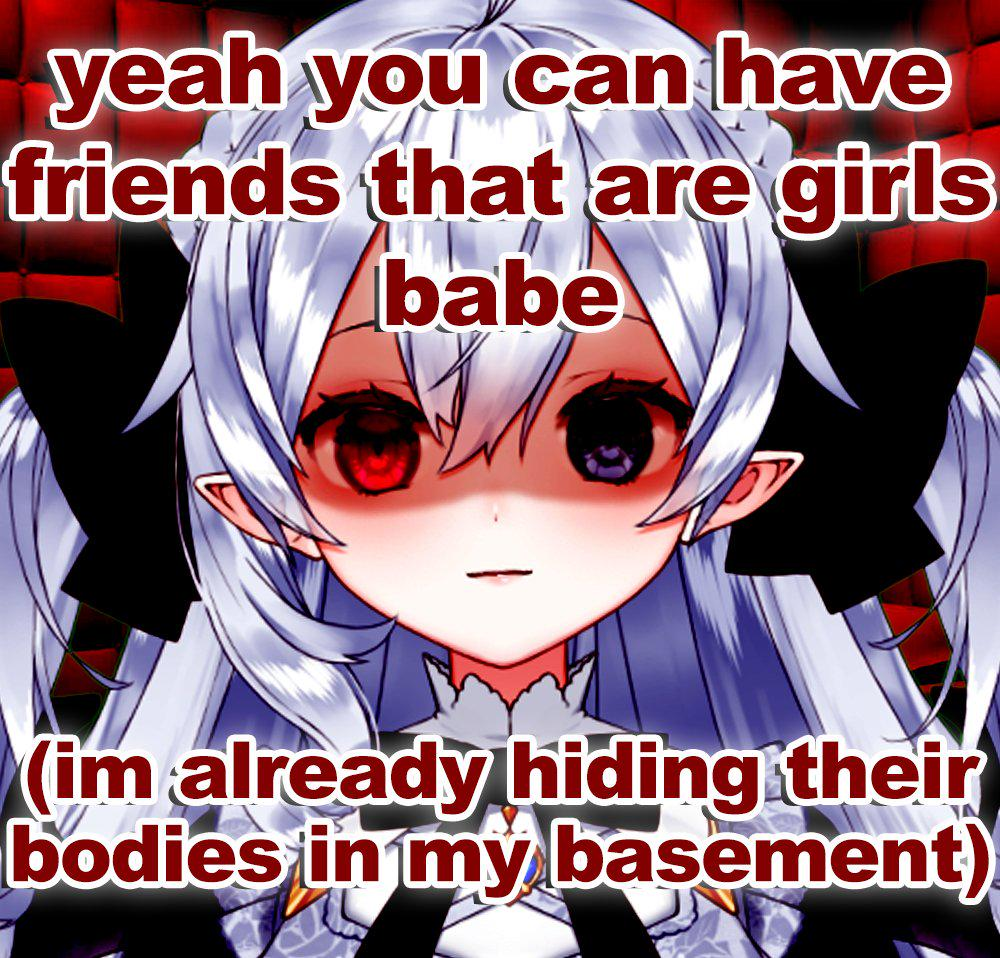 yeah you can have
friends that are girls
babe
(im already hiding their
bodies in my basement)